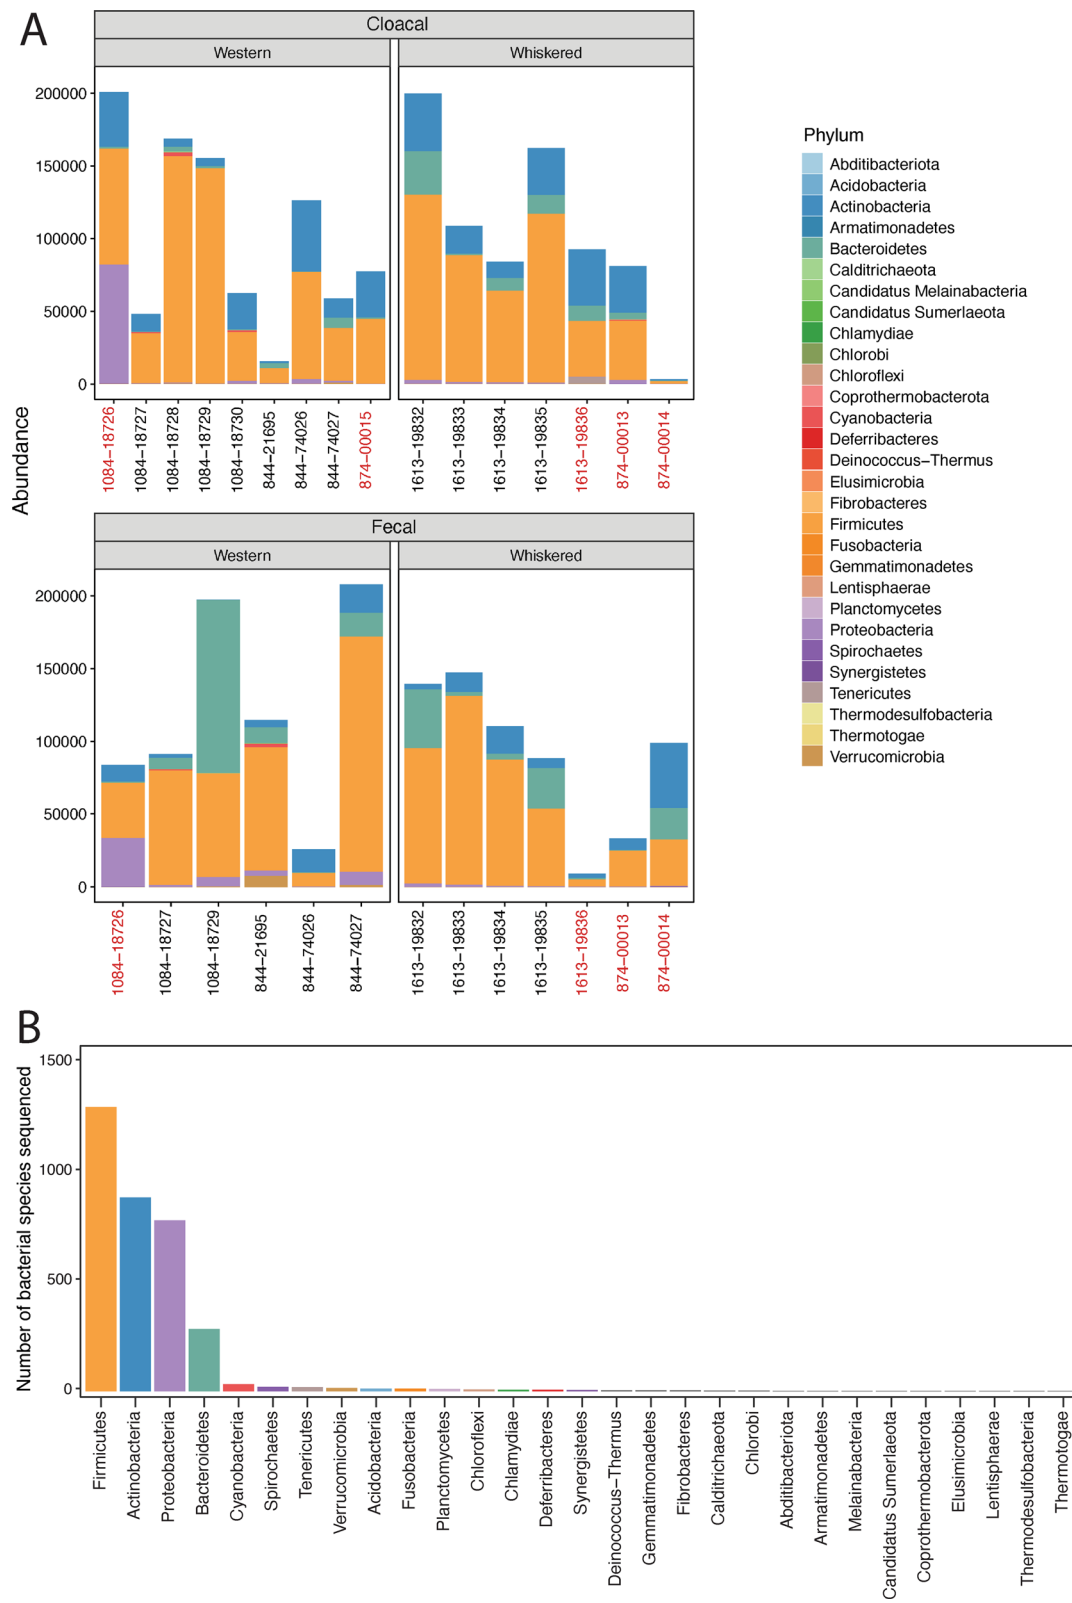 A
Cloacal
Western
Whiskered
200000
150000
100000
50000
0
Abundance
1084−18726
1084−18727
1084−18728
1084−18729
1084−18730
844−21695
844−74026
844−74027
874−00015
1613−19832
1613−19833
1613−19834
1613−19835
1613−19836
874−00013
874−00014
Fecal
Western
Whiskered
200000
150000
100000
50000
0
1084−18726
1084−18727
1084−18729
844−21695
844−74026
844−74027
1613−19832
1613−19833
1613−19834
1613−19835
1613−19836
874−00013
874−00014
Phylum
Abditibacteriota
Acidobacteria
Actinobacteria
Armatimonadetes
Bacteroidetes
Calditrichaeota
Candidatus Melainabacteria
Candidatus Sumerlaeota
Chlamydiae
Chlorobi
Chloroflexi
Coprothermobacterota
Cyanobacteria
Deferribacteres
Deinococcus−Thermus
Elusimicrobia
Fibrobacteres
Firmicutes
Fusobacteria
Gemmatimonadetes
Lentisphaerae
Planctomycetes
Proteobacteria
Spirochaetes
Synergistetes
Tenericutes
Thermodesulfobacteria
Thermotogae
Verrucomicrobia
B
Number of bacterial species sequenced
1500
1000
500
0
Firmicutes
Actinobacteria
Proteobacteria
Bacteroidetes
Cyanobacteria
Spirochaetes
Tenericutes
Verrucomicrobia
Acidobacteria
Fusobacteria
Planctomycetes
Chloroflexi
Chlamydiae
Deferribacteres
Synergistetes
Deinococcus−Thermus
Gemmatimonadetes
Fibrobacteres
Calditrichaeota
Chlorobi
Abditibacteriota
Armatimonadetes
Melainabacteria
Candidatus Sumerlaeota
Coprothermobacterota
Elusimicrobia
Lentisphaerae
Thermodesulfobacteria
Thermotogae